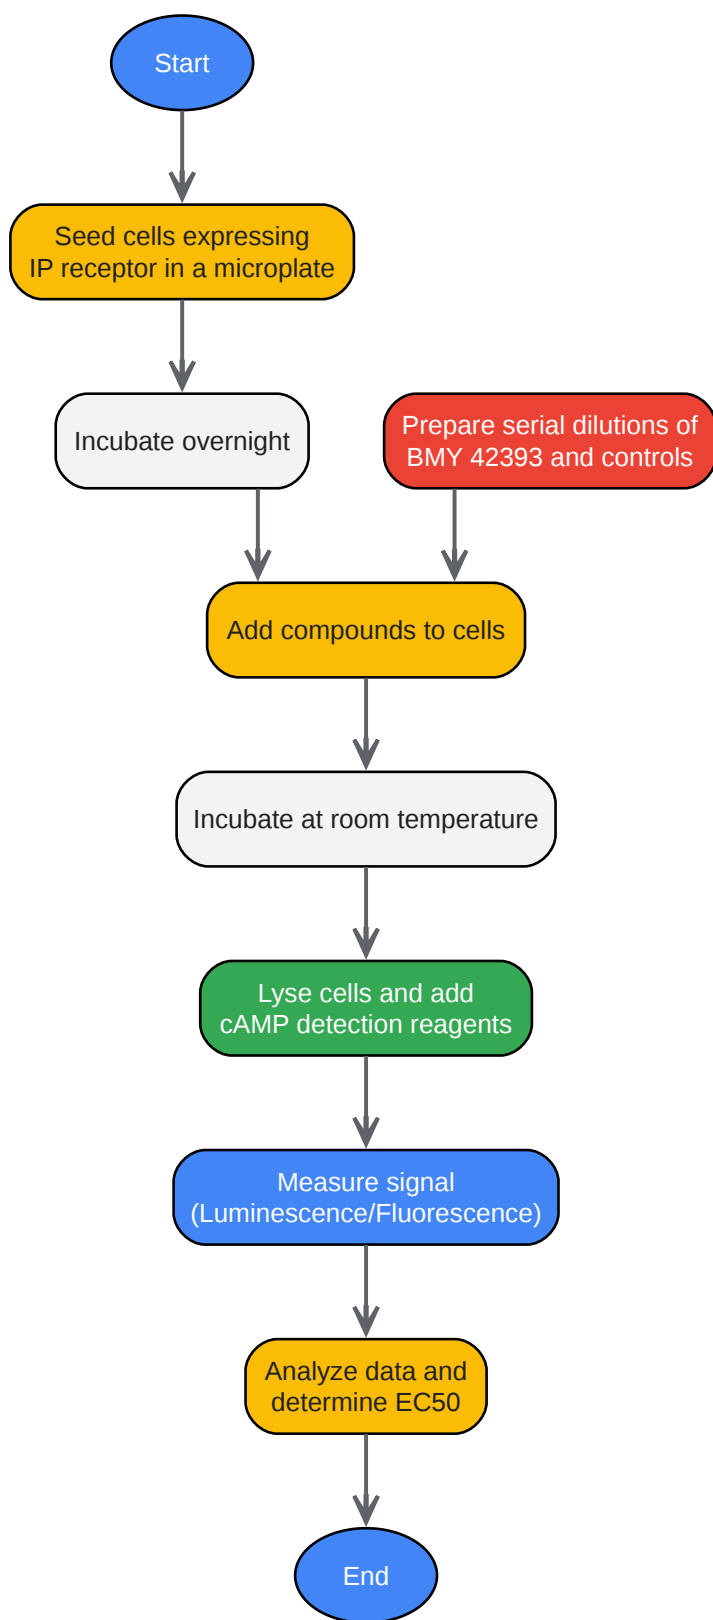 Start
Seed cells expressing
IP receptor in a microplate
Incubate overnight
Prepare serial dilutions of
BMY 42393 and controls
Add compounds to cells
Incubate at room temperature
Lyse cells and add
cAMP detection reagents
Measure signal
(Luminescence/Fluorescence)
Analyze data and
determine EC50
End